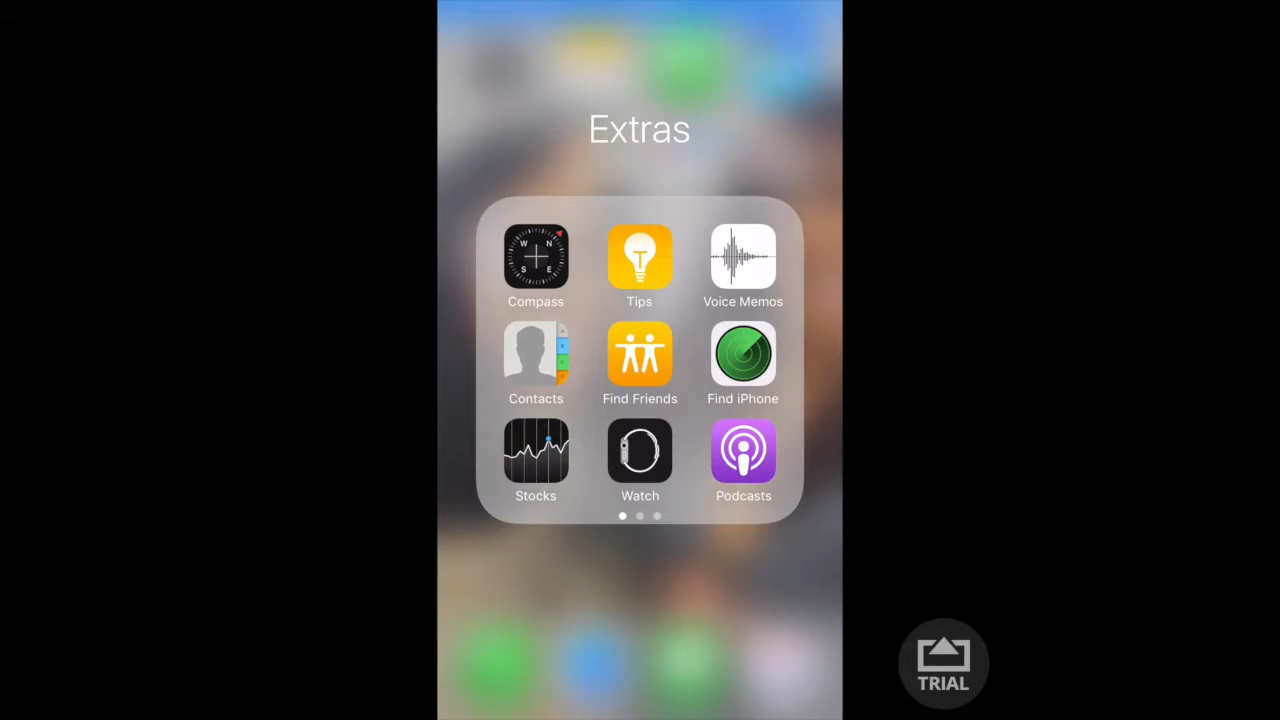 Extras
W N
S E
Compass
Tips
Voice Memos
A
B
C
D
Contacts
Find Friends
Find iPhone
Stocks
Watch
Podcasts
TRIAL